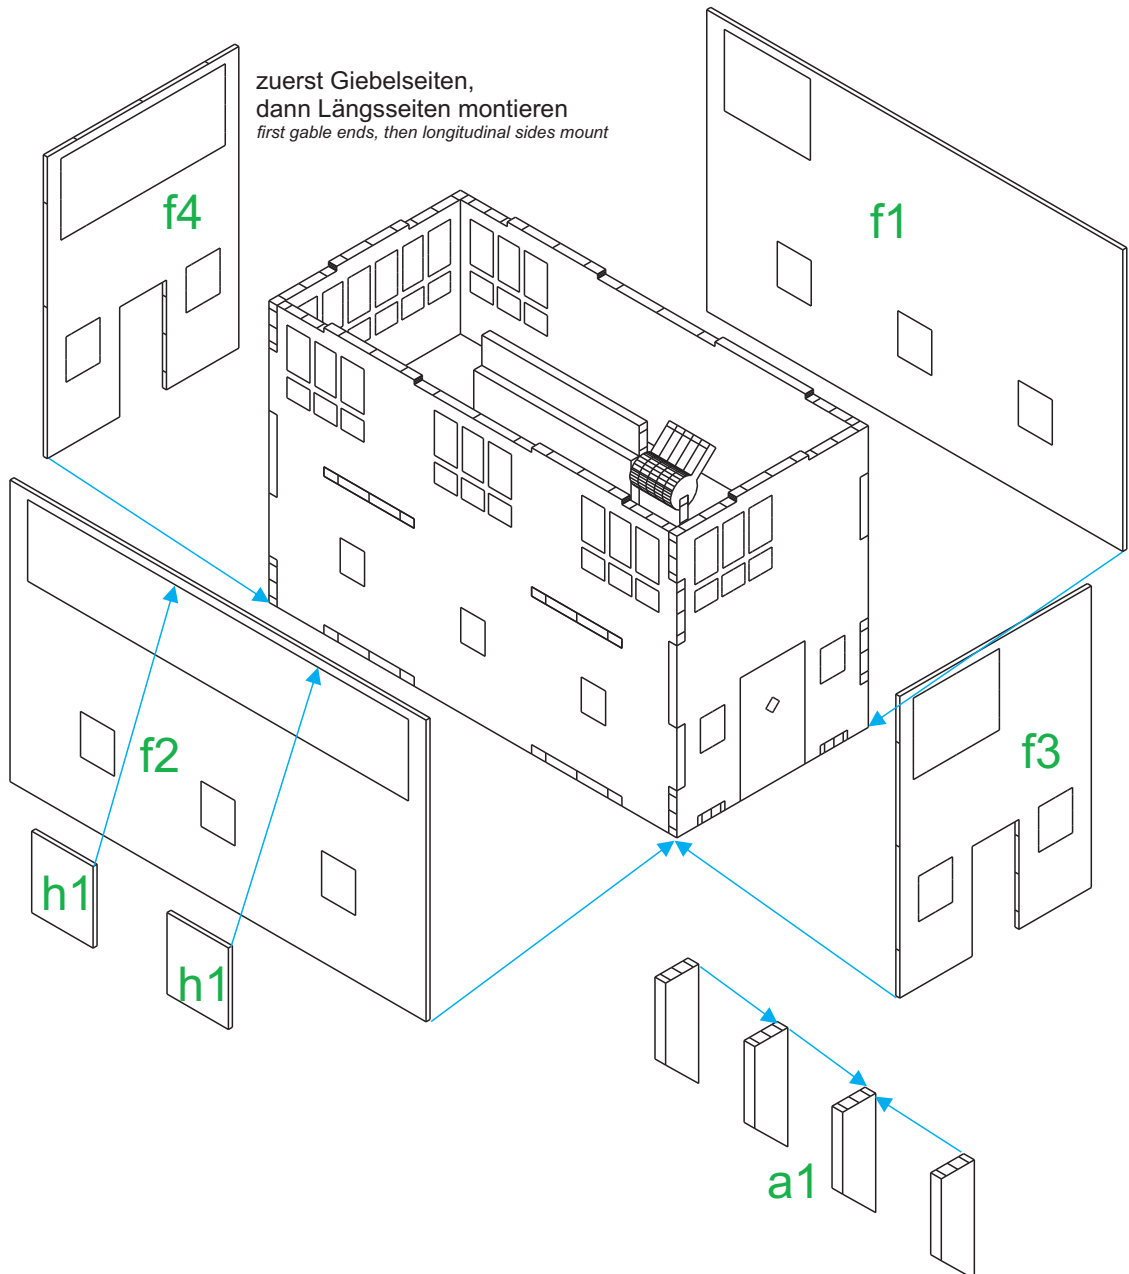 zuerst Giebelseiten,
dann Längsseiten montieren
first gable ends, then longitudinal sides mount
f4
f1
f2
f3
h1
h1
a1